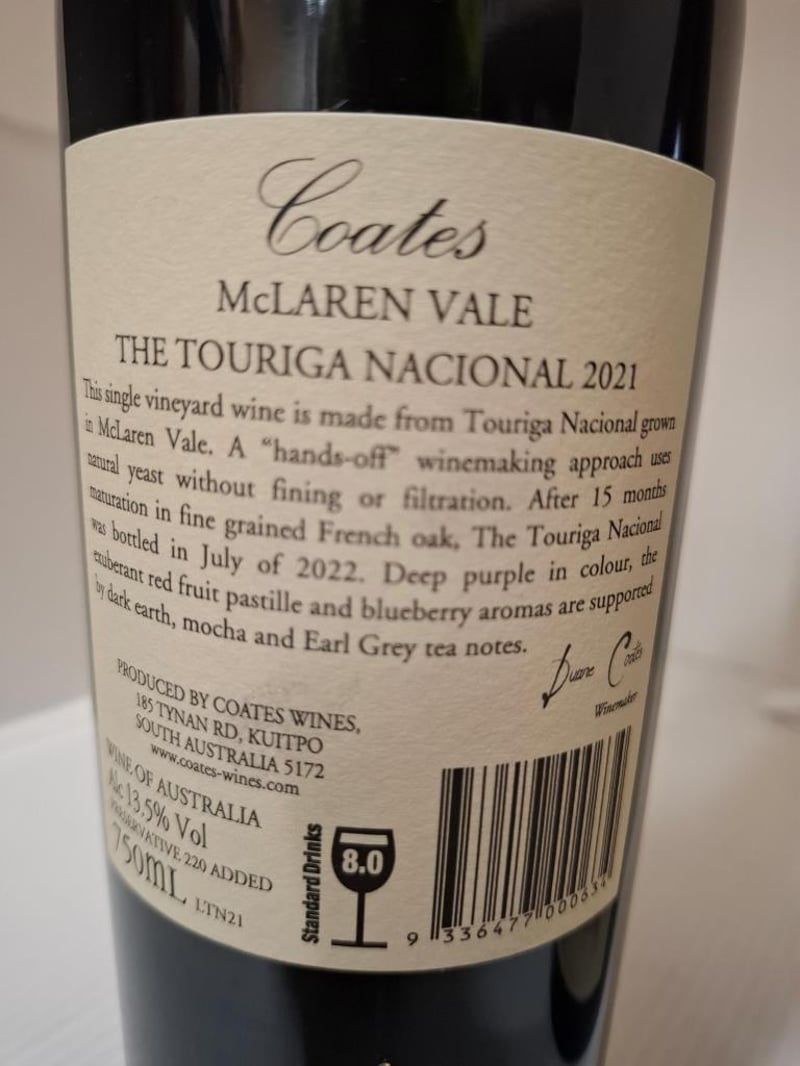 Coates
McLAREN VALE
THE TOURIGA NACIONAL 2021
This single vineyard wine is made from Touriga Nacional grown
in McLaren Vale. A “hands-off” winemaking approach uses
natural yeast without fining or filtration. After 15 months
maturation in fine grained French oak, The Touriga Nacional
was bottled in July of 2022. Deep purple in colour, the
exuberant red fruit pastille and blueberry aromas are supported
by dark earth, mocha and Earl Grey tea notes.
Duane Coates
Winemaker
PRODUCED BY COATES WINES,
185 TYNAN RD, KUITPO
SOUTH AUSTRALIA 5172
www.coates-wines.com
WINE OF AUSTRALIA
Alc 13.5% Vol
PRESERVATIVE 220 ADDED
750mL LTN21
Standard Drinks
8.0
9 336477 000634